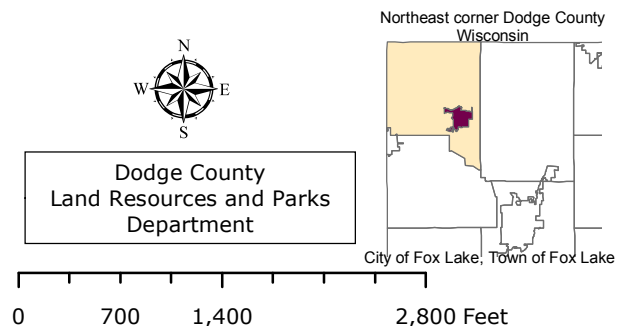 Northeast corner Dodge County
Wisconsin
N
W E
S
Dodge County
Land Resources and Parks
Department
City of Fox Lake, Town of Fox Lake
0 700 1,400 2,800 Feet